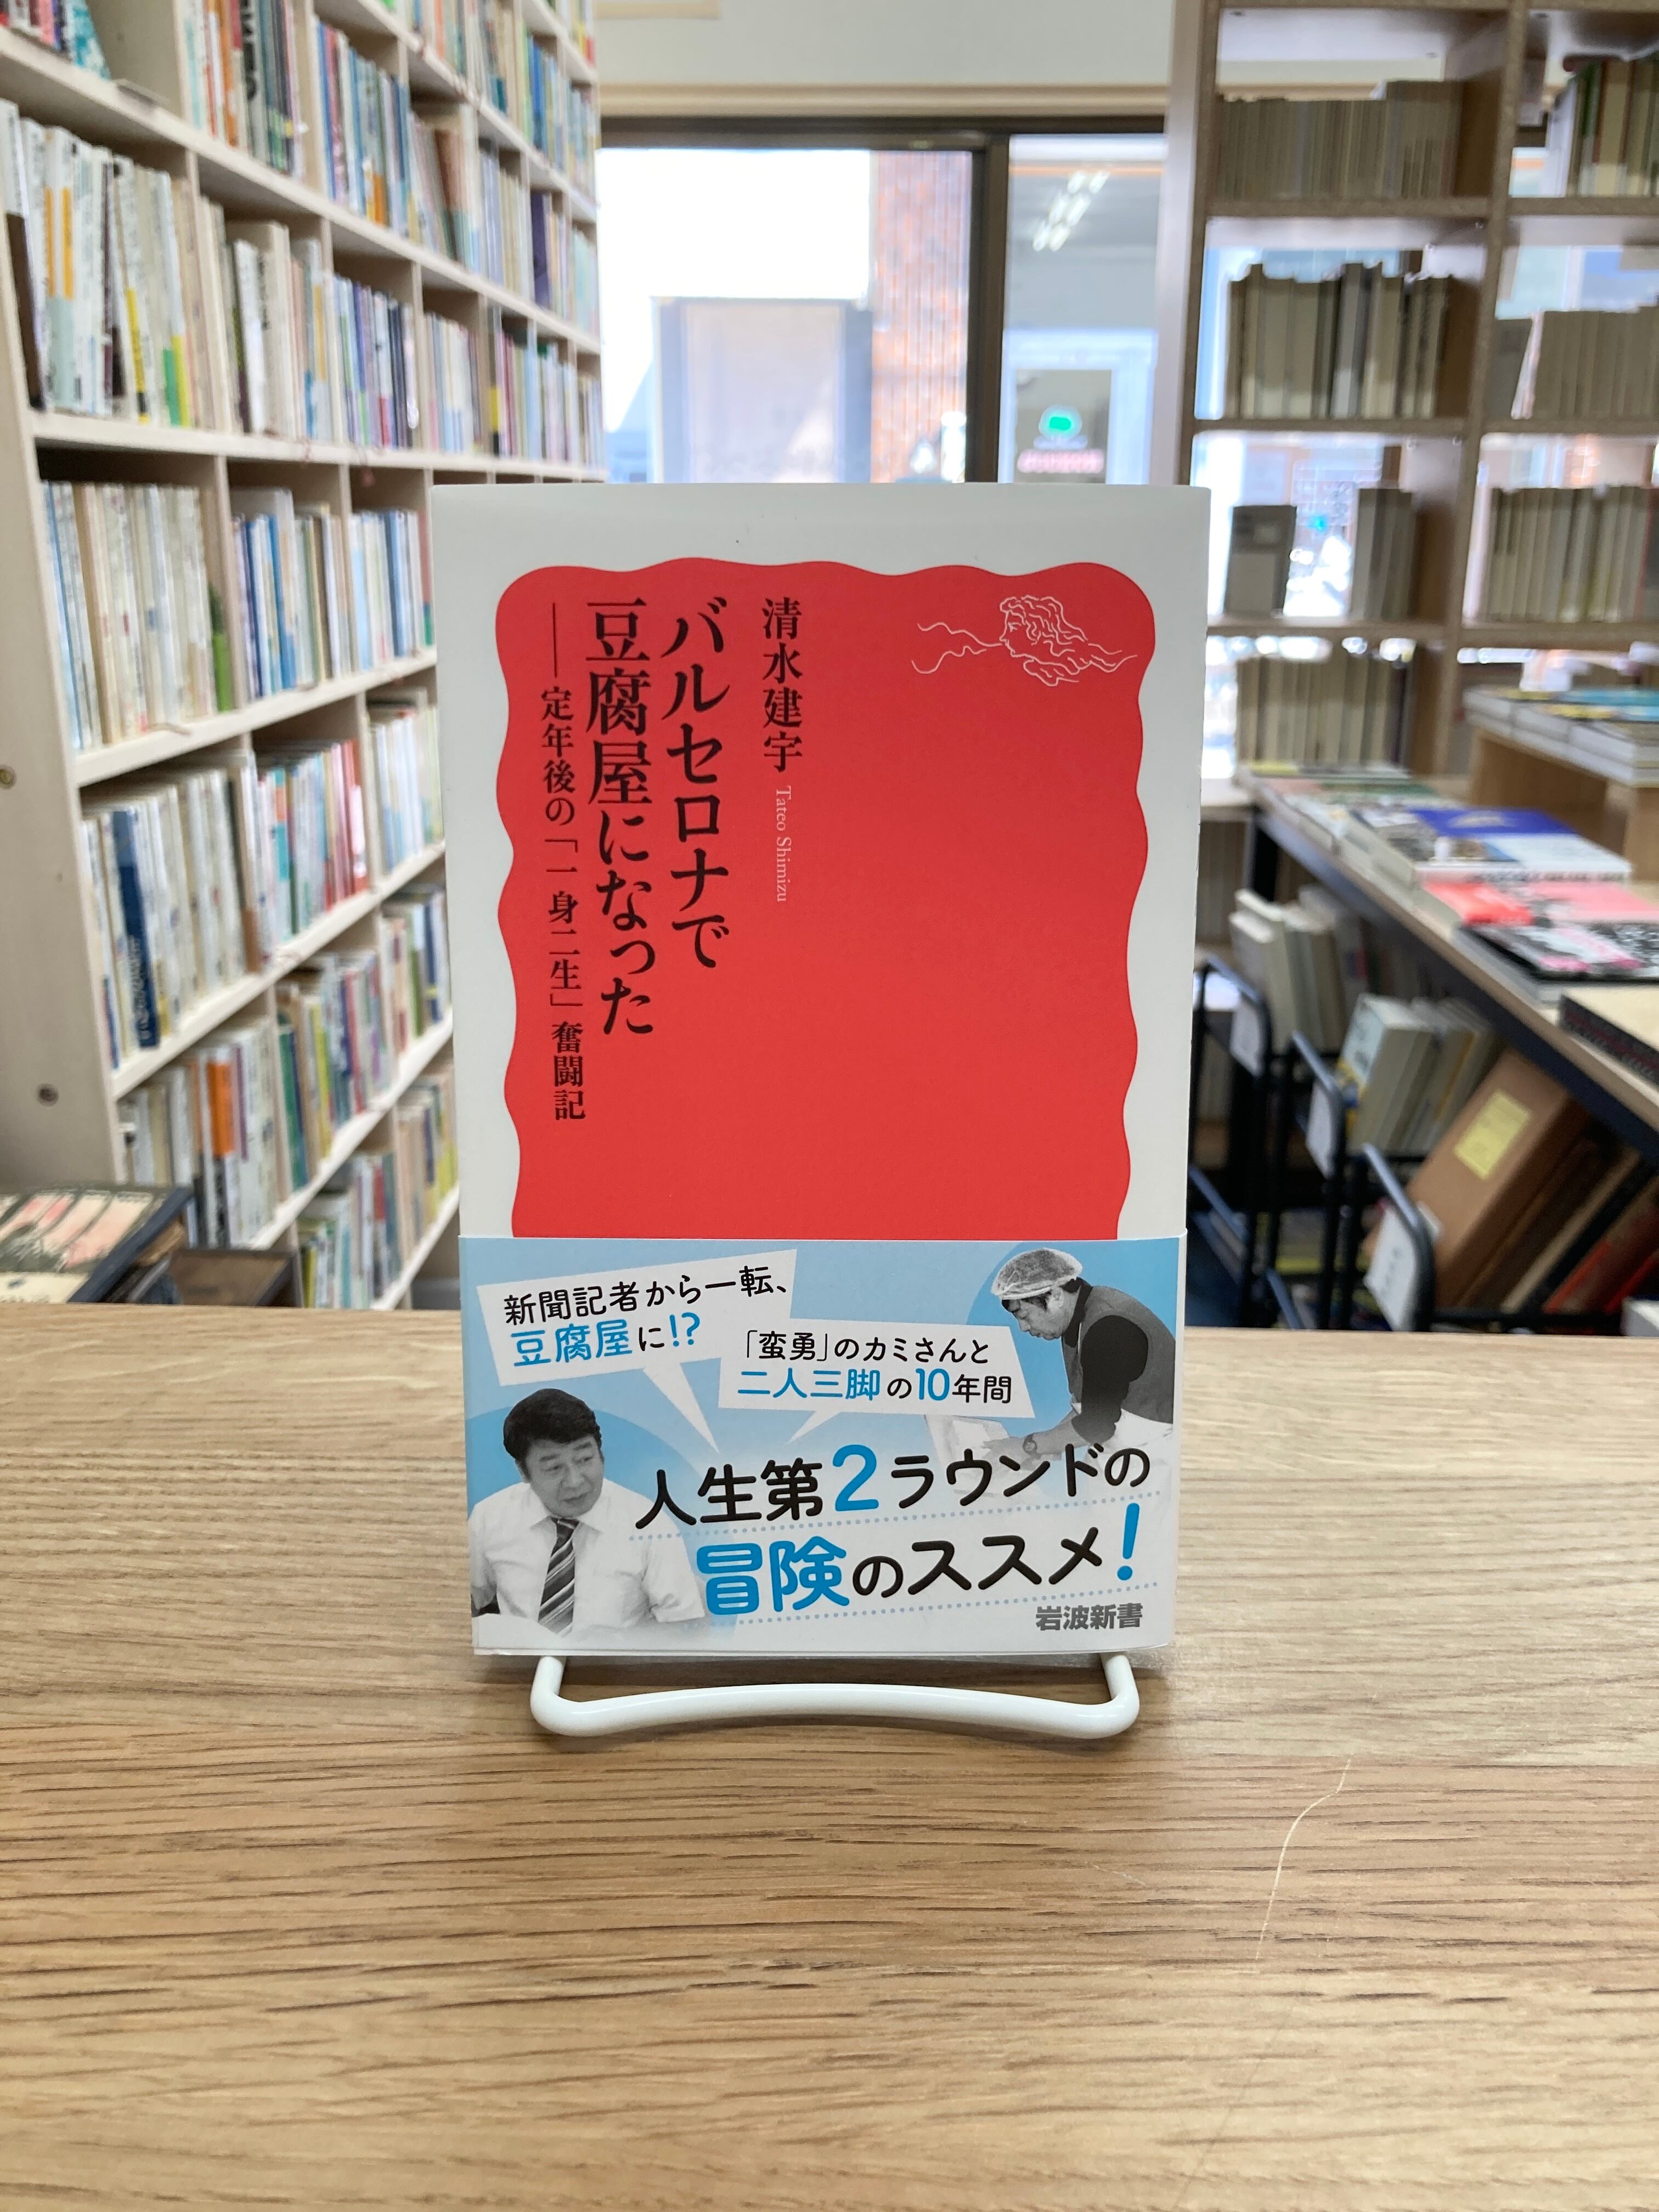 清水建宇 Tateo Shimizu
バルセロナで
豆腐屋になった
──定年後の「一身二生」奮闘記
新聞記者から一転、
豆腐屋に!?
「蛮勇」のカミさんと
二人三脚の10年間
人生第2ラウンドの
冒険のススメ!
岩波新書